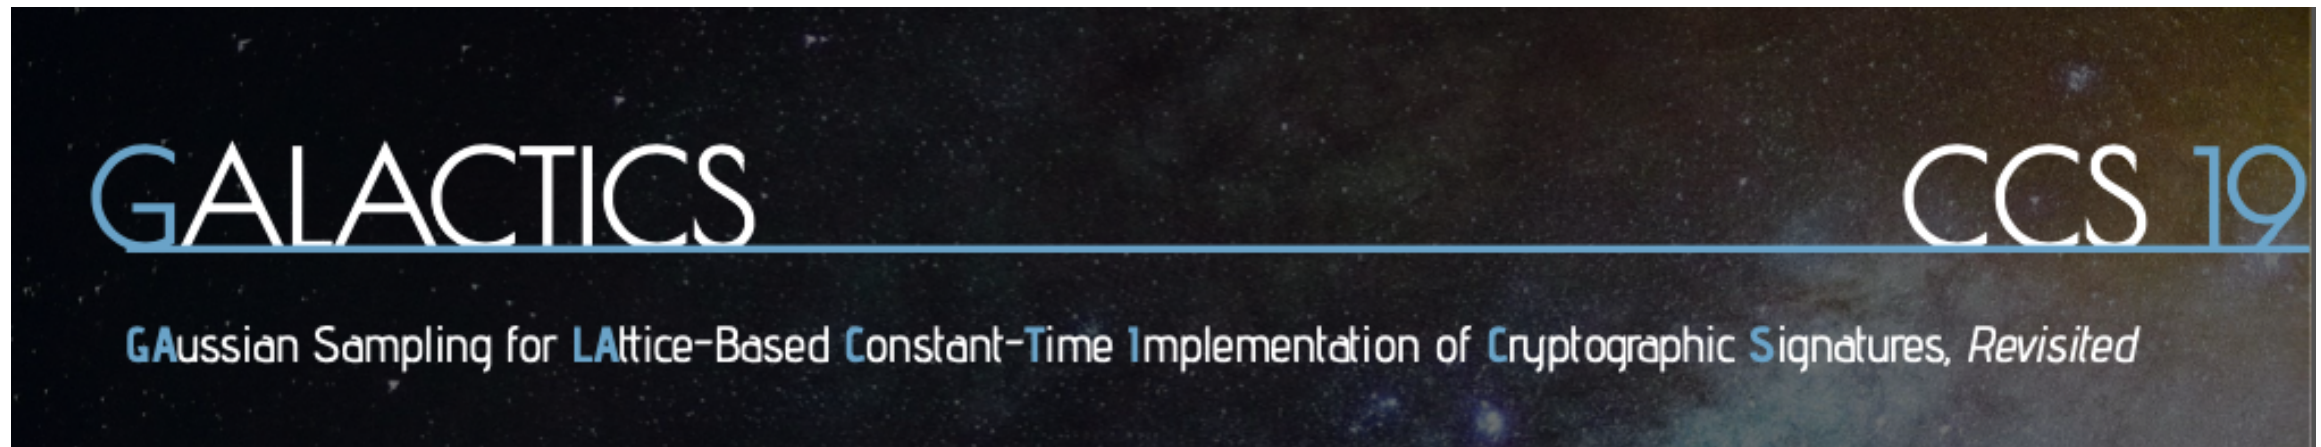 GALACTICS CCS 19
GAussian Sampling for LAttice-Based Constant-Time Implementation of Cryptographic Signatures, Revisited